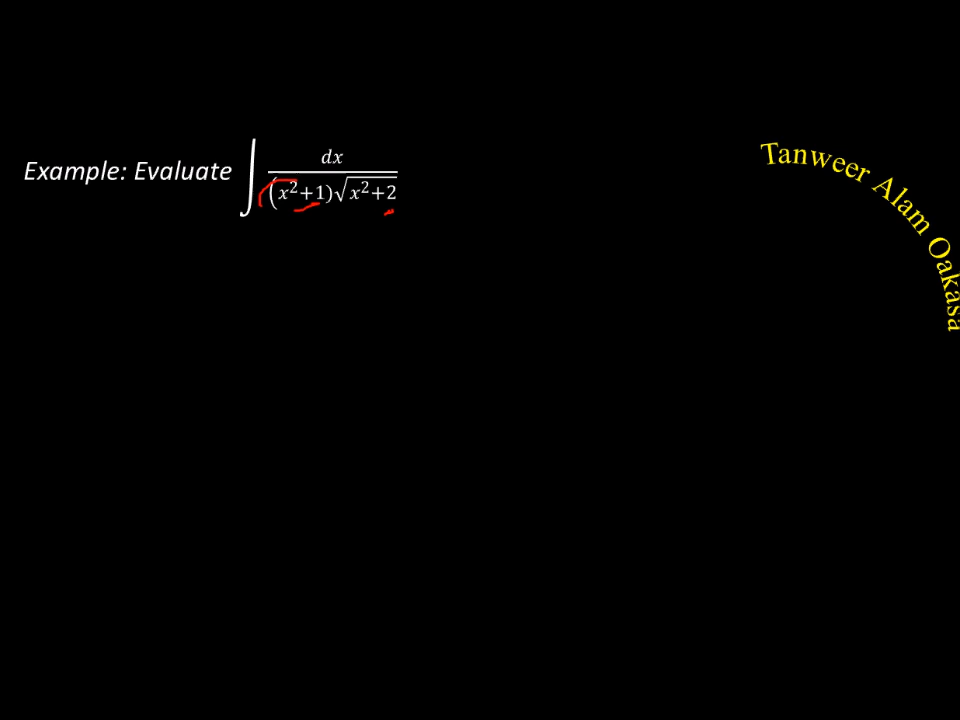 Example: Evaluate ∫ dx / (x²+1)√(x²+2)
Tanweer Alam Oakasa